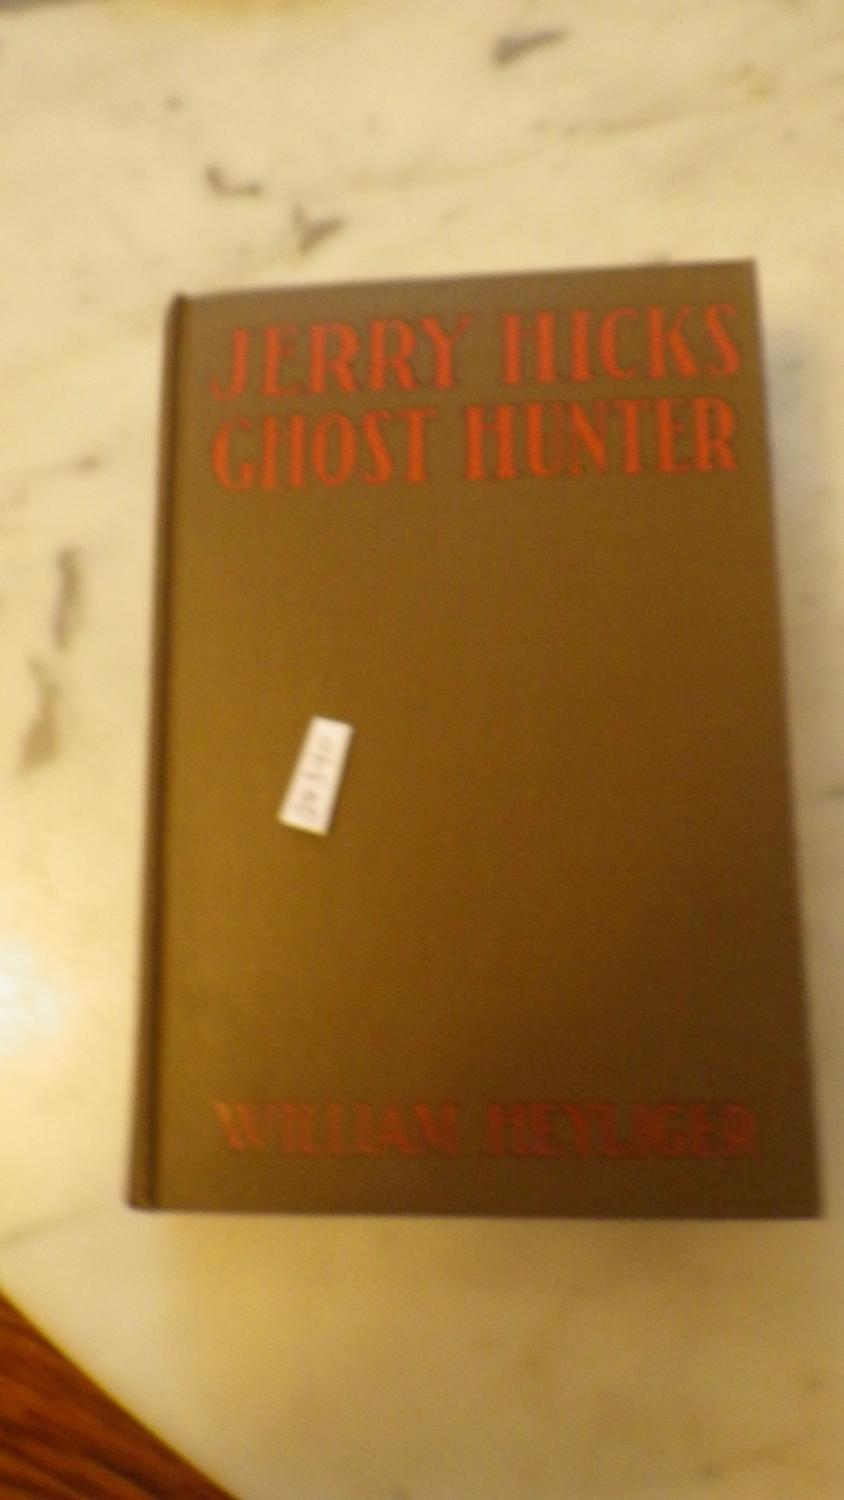 JERRY HICKS
GHOST HUNTER
WILLIAM HEYLIGER